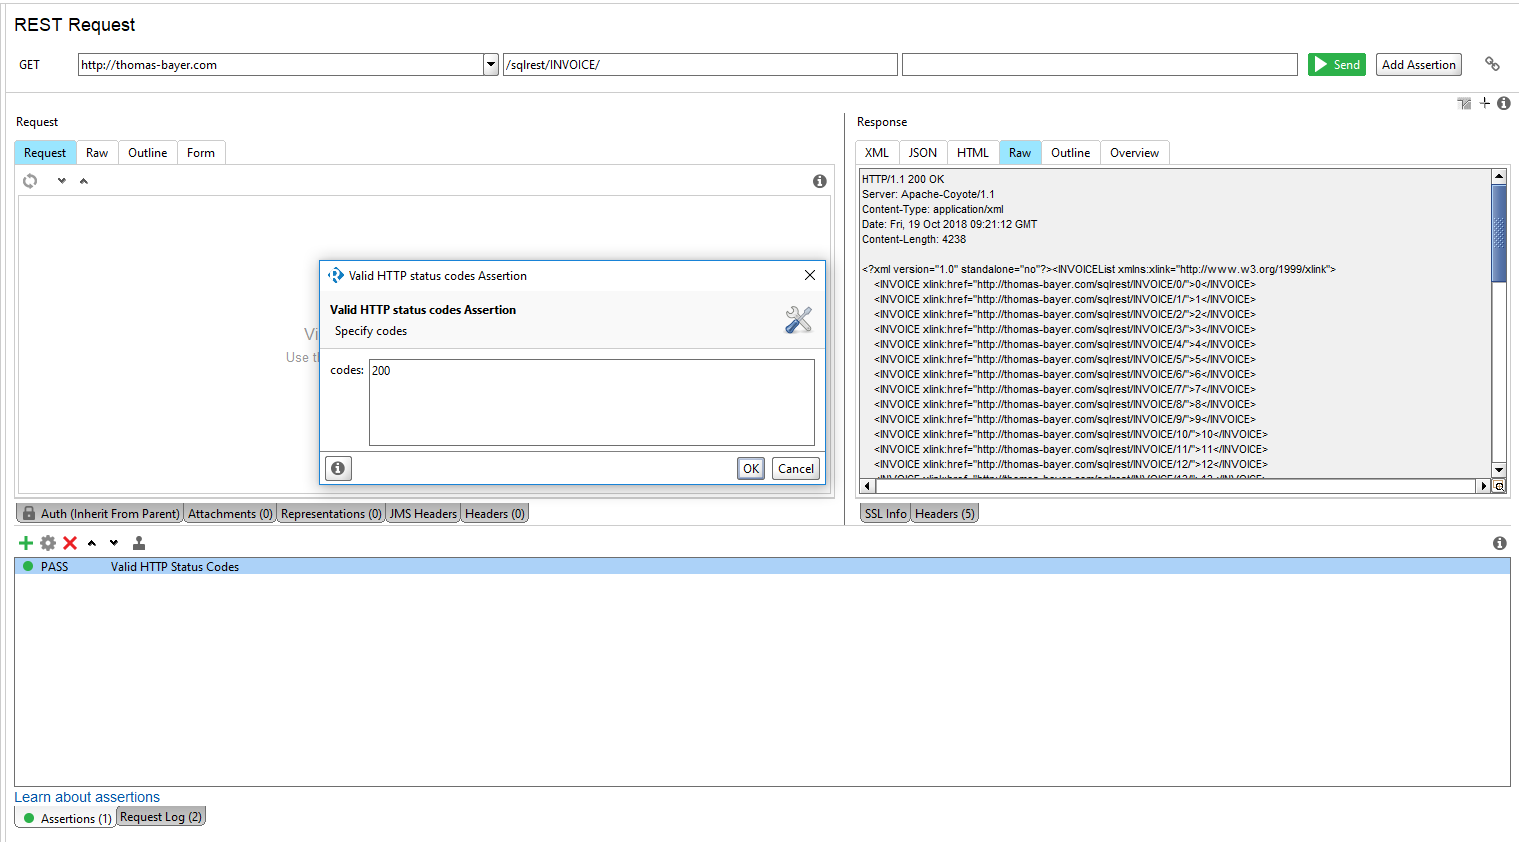 REST Request
GET
http://thomas-bayer.com
/sqlrest/INVOICE/
Send
Add Assertion
Request
Request Raw Outline Form
Vi
Use th
Valid HTTP status codes Assertion
Valid HTTP status codes Assertion
Specify codes
codes: 200
OK Cancel
Auth (Inherit From Parent) Attachments (0) Representations (0) JMS Headers Headers (0)
Response
XML JSON HTML Raw Outline Overview
HTTP/1.1 200 OK
Server: Apache-Coyote/1.1
Content-Type: application/xml
Date: Fri, 19 Oct 2018 09:21:12 GMT
Content-Length: 4238
<?xml version="1.0" standalone="no"?><INVOICEList xmlns:xlink="http://www.w3.org/1999/xlink">
<INVOICE xlink:href="http://thomas-bayer.com/sqlrest/INVOICE/0/">0</INVOICE>
<INVOICE xlink:href="http://thomas-bayer.com/sqlrest/INVOICE/1/">1</INVOICE>
<INVOICE xlink:href="http://thomas-bayer.com/sqlrest/INVOICE/2/">2</INVOICE>
<INVOICE xlink:href="http://thomas-bayer.com/sqlrest/INVOICE/3/">3</INVOICE>
<INVOICE xlink:href="http://thomas-bayer.com/sqlrest/INVOICE/4/">4</INVOICE>
<INVOICE xlink:href="http://thomas-bayer.com/sqlrest/INVOICE/5/">5</INVOICE>
<INVOICE xlink:href="http://thomas-bayer.com/sqlrest/INVOICE/6/">6</INVOICE>
<INVOICE xlink:href="http://thomas-bayer.com/sqlrest/INVOICE/7/">7</INVOICE>
<INVOICE xlink:href="http://thomas-bayer.com/sqlrest/INVOICE/8/">8</INVOICE>
<INVOICE xlink:href="http://thomas-bayer.com/sqlrest/INVOICE/9/">9</INVOICE>
<INVOICE xlink:href="http://thomas-bayer.com/sqlrest/INVOICE/10/">10</INVOICE>
<INVOICE xlink:href="http://thomas-bayer.com/sqlrest/INVOICE/11/">11</INVOICE>
<INVOICE xlink:href="http://thomas-bayer.com/sqlrest/INVOICE/12/">12</INVOICE>
SSL Info Headers (5)
PASS Valid HTTP Status Codes
Learn about assertions
Assertions (1) Request Log (2)